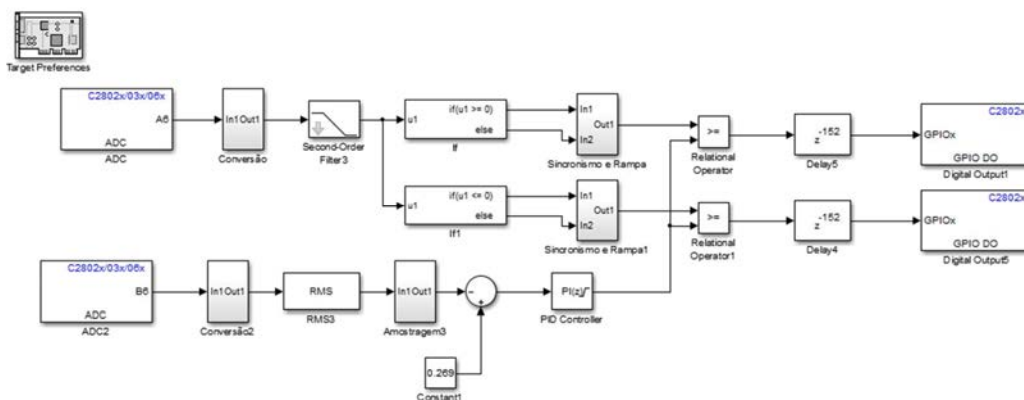 Target Preferences
C2802x/03x/06x
A6
ADC
ADC
In1 Out1
Conversão
Second-Order
Filter3
u1
if(u1 >= 0)
else
If
In1
In2
Out1
Sincronismo e Rampa
>=
Relational
Operator
-152
z
Delay5
C2802x
GPIOx
GPIO DO
Digital Output1
u1
if(u1 <= 0)
else
If1
In1
In2
Out1
Sincronismo e Rampa1
>=
Relational
Operator1
-152
z
Delay4
C2802x
GPIOx
GPIO DO
Digital Output5
C2802x/03x/06x
B6
ADC
ADC2
In1 Out1
Conversão2
RMS
RMS3
In1 Out1
Amostragem3
-
+
PI(z)
PID Controller
0.269
Constant1